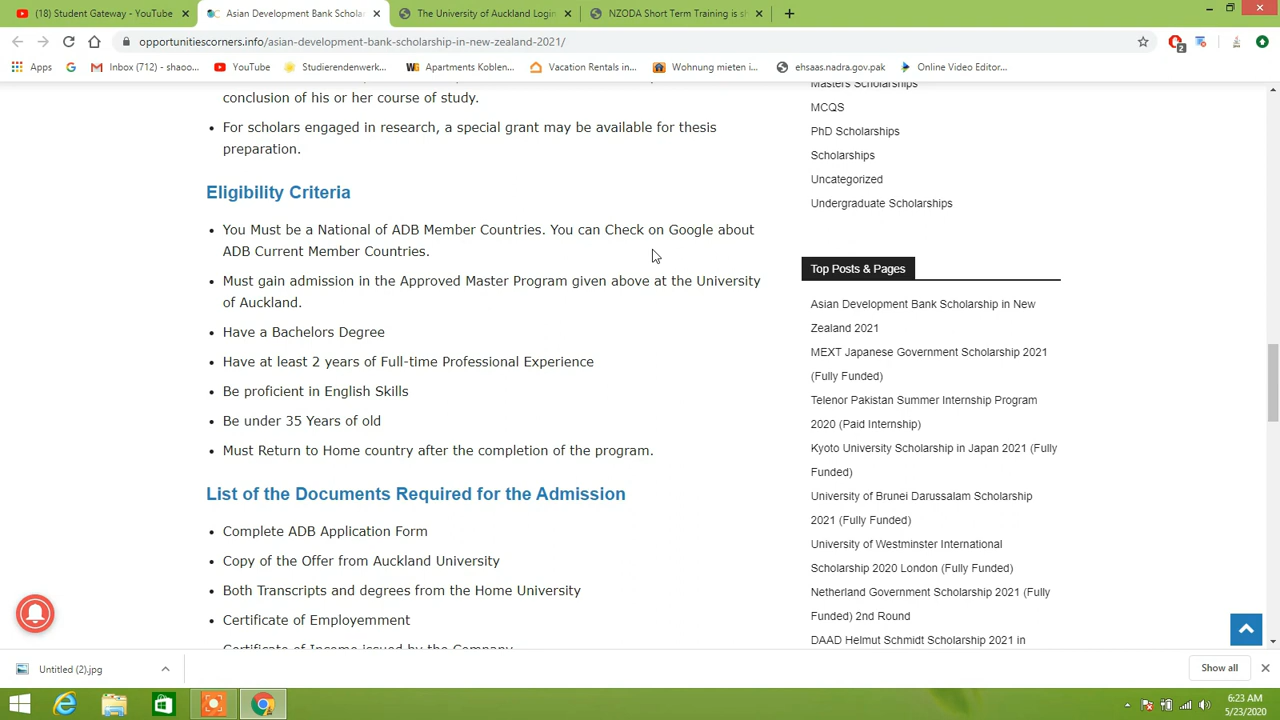 (18) Student Gateway - YouTube
Asian Development Bank Schola
The University of Auckland Login
NZODA Short Term Training is s
opportunitiescorners.info/asian-development-bank-scholarship-in-new-zealand-2021/
2
Apps
Inbox (712) - shaoo...
YouTube
Studierendenwerk...
Apartments Koblen...
Vacation Rentals in...
Wohnung mieten i...
ehsaas.nadra.gov.pak
Online Video Editor...
conclusion of his or her course of study.
• For scholars engaged in research, a special grant may be available for thesis
preparation.
Eligibility Criteria
• You Must be a National of ADB Member Countries. You can Check on Google about
ADB Current Member Countries.
• Must gain admission in the Approved Master Program given above at the University
of Auckland.
• Have a Bachelors Degree
• Have at least 2 years of Full-time Professional Experience
• Be proficient in English Skills
• Be under 35 Years of old
• Must Return to Home country after the completion of the program.
List of the Documents Required for the Admission
• Complete ADB Application Form
• Copy of the Offer from Auckland University
• Both Transcripts and degrees from the Home University
• Certificate of Employemment
Certificate of Income issued by the Company
Masters Scholarships
MCQS
PhD Scholarships
Scholarships
Uncategorized
Undergraduate Scholarships
Top Posts & Pages
Asian Development Bank Scholarship in New
Zealand 2021
MEXT Japanese Government Scholarship 2021
(Fully Funded)
Telenor Pakistan Summer Internship Program
2020 (Paid Internship)
Kyoto University Scholarship in Japan 2021 (Fully
Funded)
University of Brunei Darussalam Scholarship
2021 (Fully Funded)
University of Westminster International
Scholarship 2020 London (Fully Funded)
Netherland Government Scholarship 2021 (Fully
Funded) 2nd Round
DAAD Helmut Schmidt Scholarship 2021 in
Untitled (2).jpg
Show all
6:23 AM
5/23/2020